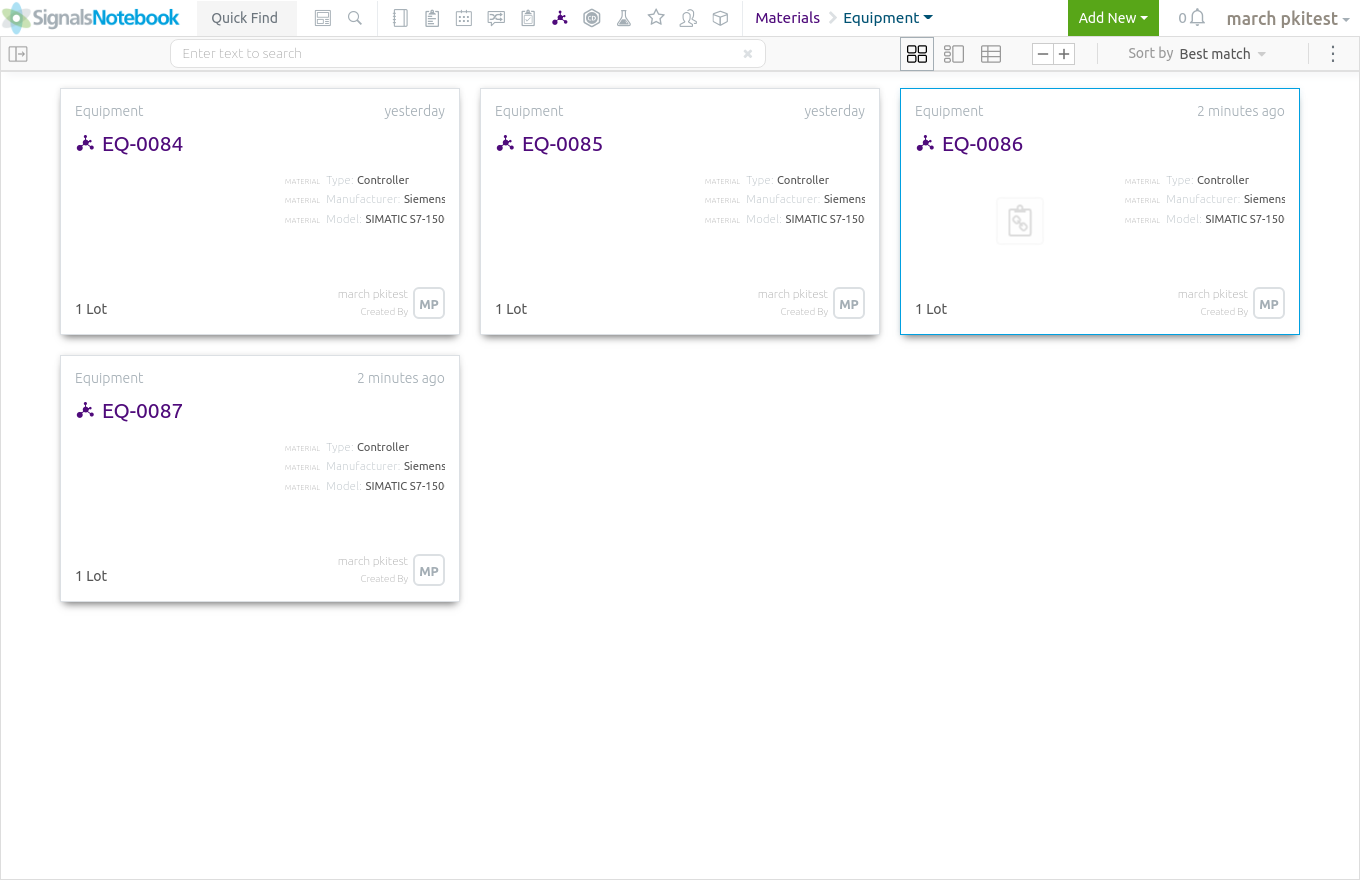 SignalsNotebook Quick Find Materials Equipment Add New 0 march pkitest
Enter text to search Sort by Best match
Equipment yesterday
EQ-0084
MATERIAL Type: Controller
MATERIAL Manufacturer: Siemens
MATERIAL Model: SIMATIC S7-150
march pkitest
Created By
MP
1 Lot
Equipment yesterday
EQ-0085
MATERIAL Type: Controller
MATERIAL Manufacturer: Siemens
MATERIAL Model: SIMATIC S7-150
march pkitest
Created By
MP
1 Lot
Equipment 2 minutes ago
EQ-0086
MATERIAL Type: Controller
MATERIAL Manufacturer: Siemens
MATERIAL Model: SIMATIC S7-150
march pkitest
Created By
MP
1 Lot
Equipment 2 minutes ago
EQ-0087
MATERIAL Type: Controller
MATERIAL Manufacturer: Siemens
MATERIAL Model: SIMATIC S7-150
march pkitest
Created By
MP
1 Lot